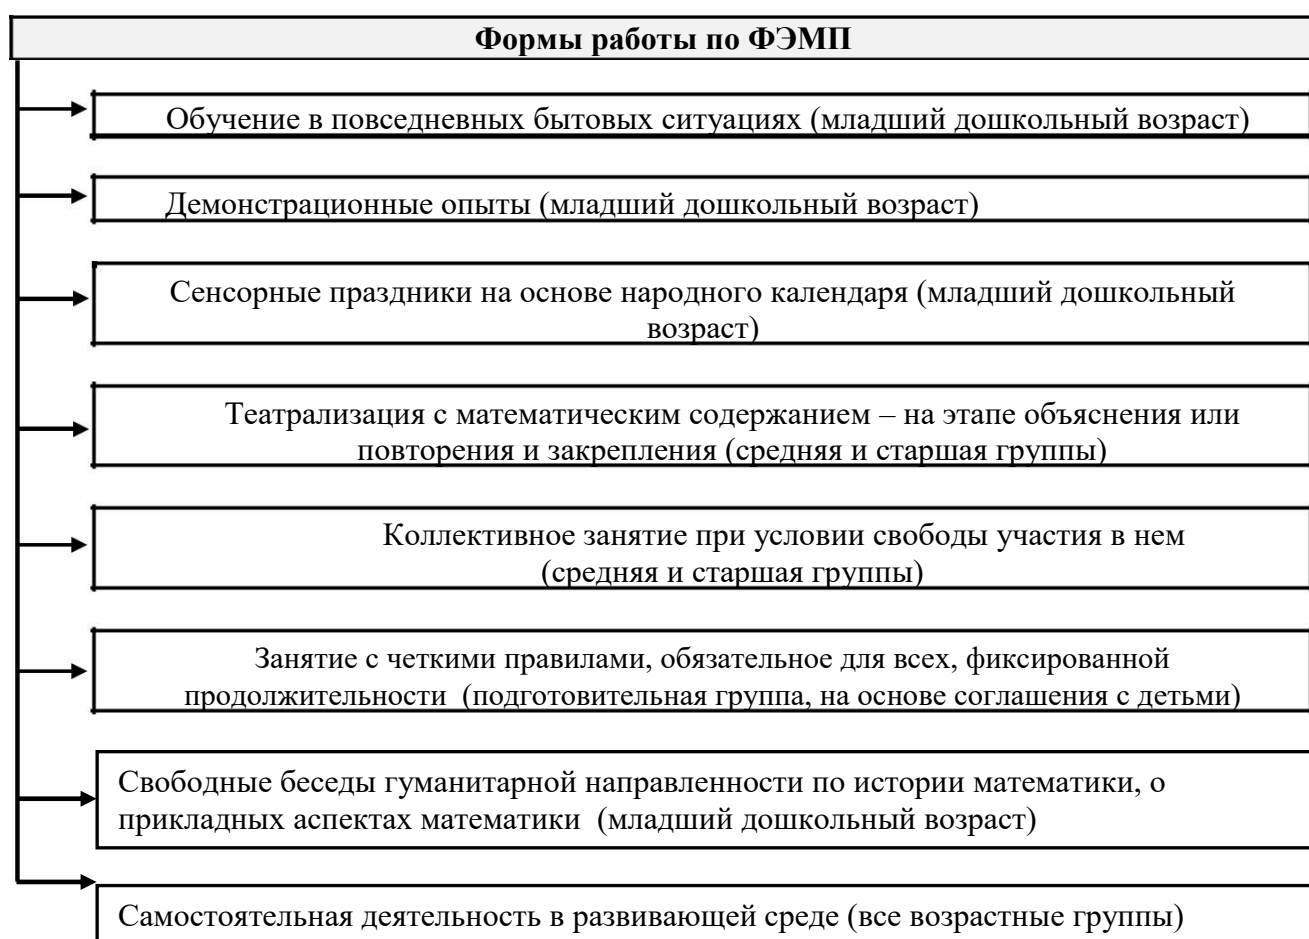 Формы работы по ФЭМП
Обучение в повседневных бытовых ситуациях (младший дошкольный возраст)
Демонстрационные опыты (младший дошкольный возраст)
Сенсорные праздники на основе народного календаря (младший дошкольный
возраст)
Театрализация с математическим содержанием – на этапе объяснения или
повторения и закрепления (средняя и старшая группы)
Коллективное занятие при условии свободы участия в нем
(средняя и старшая группы)
Занятие с четкими правилами, обязательное для всех, фиксированной
продолжительности (подготовительная группа, на основе соглашения с детьми)
Свободные беседы гуманитарной направленности по истории математики, о
прикладных аспектах математики (младший дошкольный возраст)
Самостоятельная деятельность в развивающей среде (все возрастные группы)